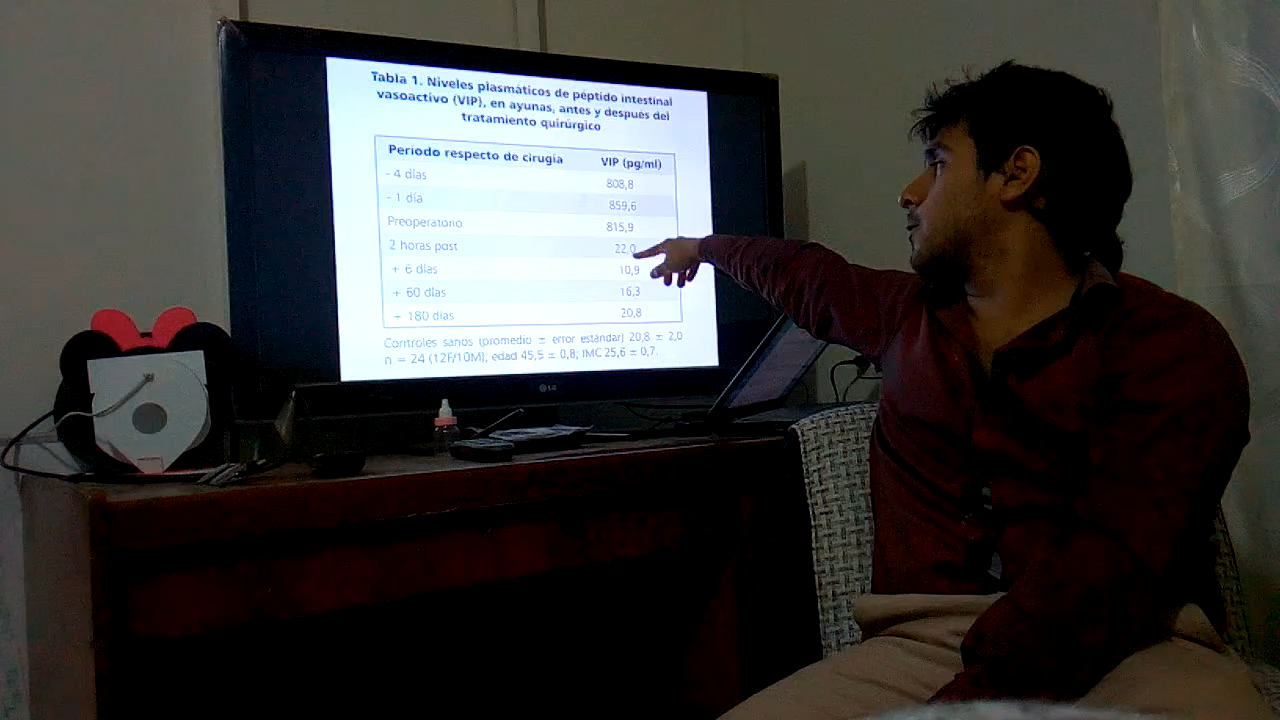 Tabla 1. Niveles plasmáticos de péptido intestinal
vasoactivo (VIP), en ayunas, antes y después del
tratamiento quirúrgico
Periodo respecto de cirugía VIP (pg/ml)
- 4 días 808,8
- 1 día 859,6
Preoperatorio 815,9
2 horas post 22,0
+ 6 días 10,9
+ 60 días 16,3
+ 180 días 20,8
Controles sanos (promedio ± error estándar) 20,8 ± 2,0
n = 24 (12F/10M); edad 45,5 ± 0,8; IMC 25,6 ± 0,7.
LG